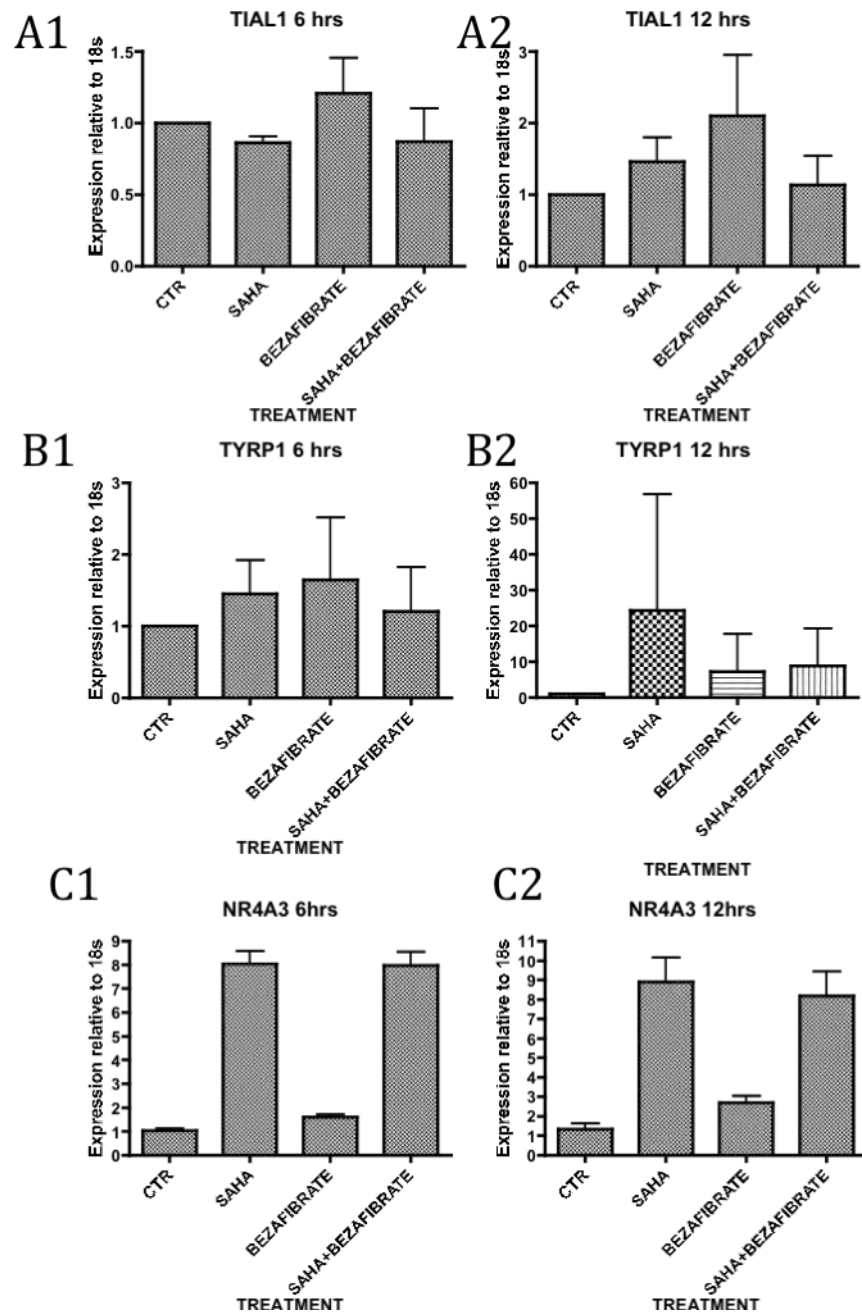 A1
TIAL1 6 hrs
Expression relative to 18s
1.5
1.0
0.5
0.0
CTR
SAHA
BEZAFIBRATE
SAHA+BEZAFIBRATE
TREATMENT
A2
TIAL1 12 hrs
Expression realtive to 18s
3
2
1
0
CTR
SAHA
BEZAFIBRATE
SAHA+BEZAFIBRATE
TREATMENT
B1
TYRP1 6 hrs
Expression relative to 18s
3
2
1
0
CTR
SAHA
BEZAFIBRATE
SAHA+BEZAFIBRATE
TREATMENT
B2
TYRP1 12 hrs
Expression relative to 18s
60
50
40
30
20
10
0
CTR
SAHA
BEZAFIBRATE
SAHA+BEZAFIBRATE
TREATMENT
C1
NR4A3 6hrs
Expression relative to 18s
9
8
7
6
5
4
3
2
1
0
CTR
SAHA
BEZAFIBRATE
SAHA+BEZAFIBRATE
TREATMENT
C2
NR4A3 12hrs
Expression relative to 18s
11
10
9
8
7
6
5
4
3
2
1
0
CTR
SAHA
BEZAFIBRATE
SAHA+BEZAFIBRATE
TREATMENT